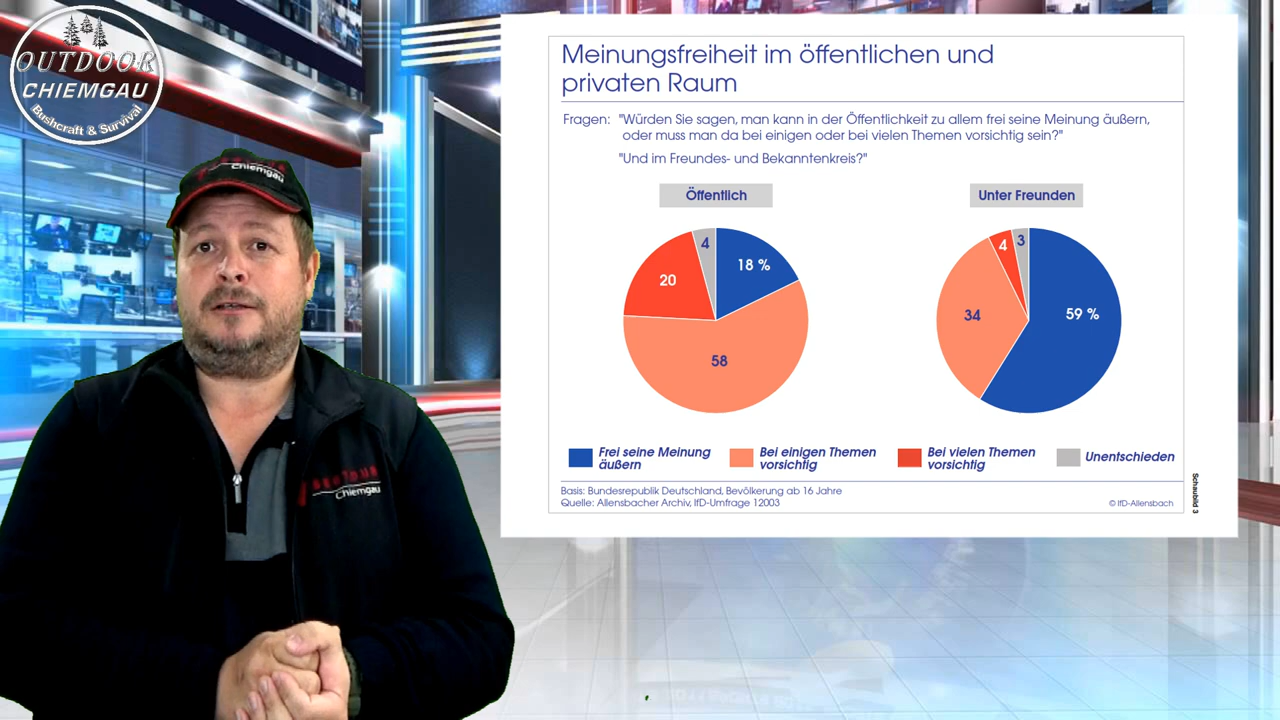 OUTDOOR
CHIEMGAU
Bushcraft & Survival
Chiemgau
Chiemgau
Meinungsfreiheit im öffentlichen und
privaten Raum
Fragen: "Würden Sie sagen, man kann in der Öffentlichkeit zu allem frei seine Meinung äußern,
oder muss man da bei einigen oder bei vielen Themen vorsichtig sein?"
"Und im Freundes- und Bekanntenkreis?"
Öffentlich
Unter Freunden
4
18 %
20
58
3
4
34
59 %
Frei seine Meinung
äußern
Bei einigen Themen
vorsichtig
Bei vielen Themen
vorsichtig
Unentschieden
Basis: Bundesrepublik Deutschland, Bevölkerung ab 16 Jahre
Quelle: Allensbacher Archiv, IfD-Umfrage 12003
© IfD-Allensbach
Schaubild 3